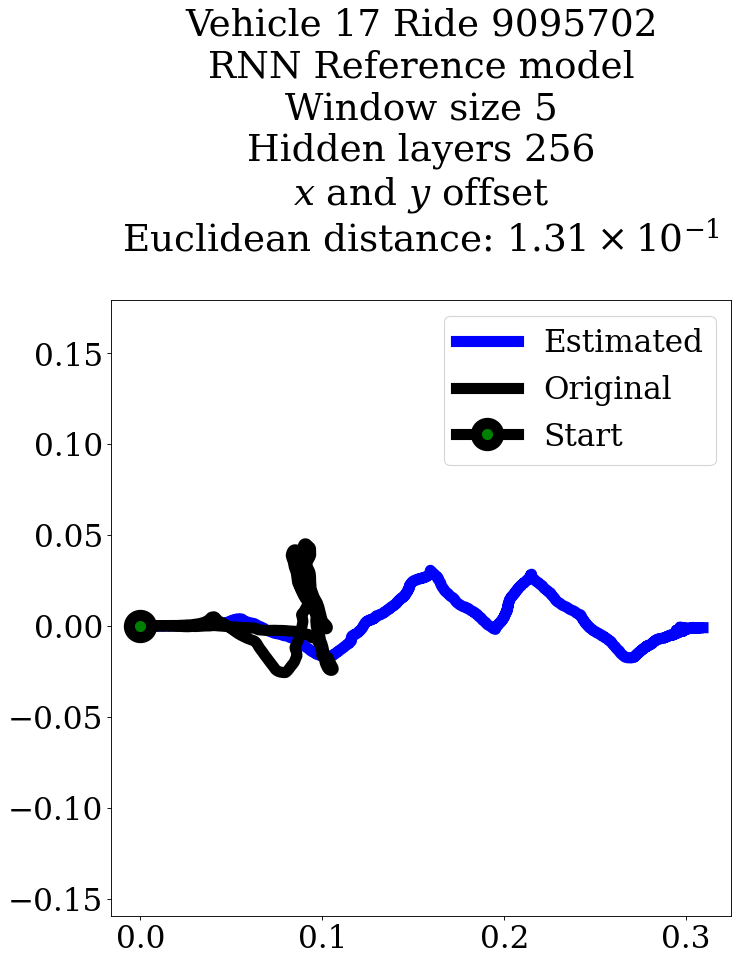 Vehicle 17 Ride 9095702
RNN Reference model
Window size 5
Hidden layers 256
x and y offset
Euclidean distance: 1.31 × 10⁻¹
Estimated
Original
Start
0.15
0.10
0.05
0.00
−0.05
−0.10
−0.15
0.0 0.1 0.2 0.3